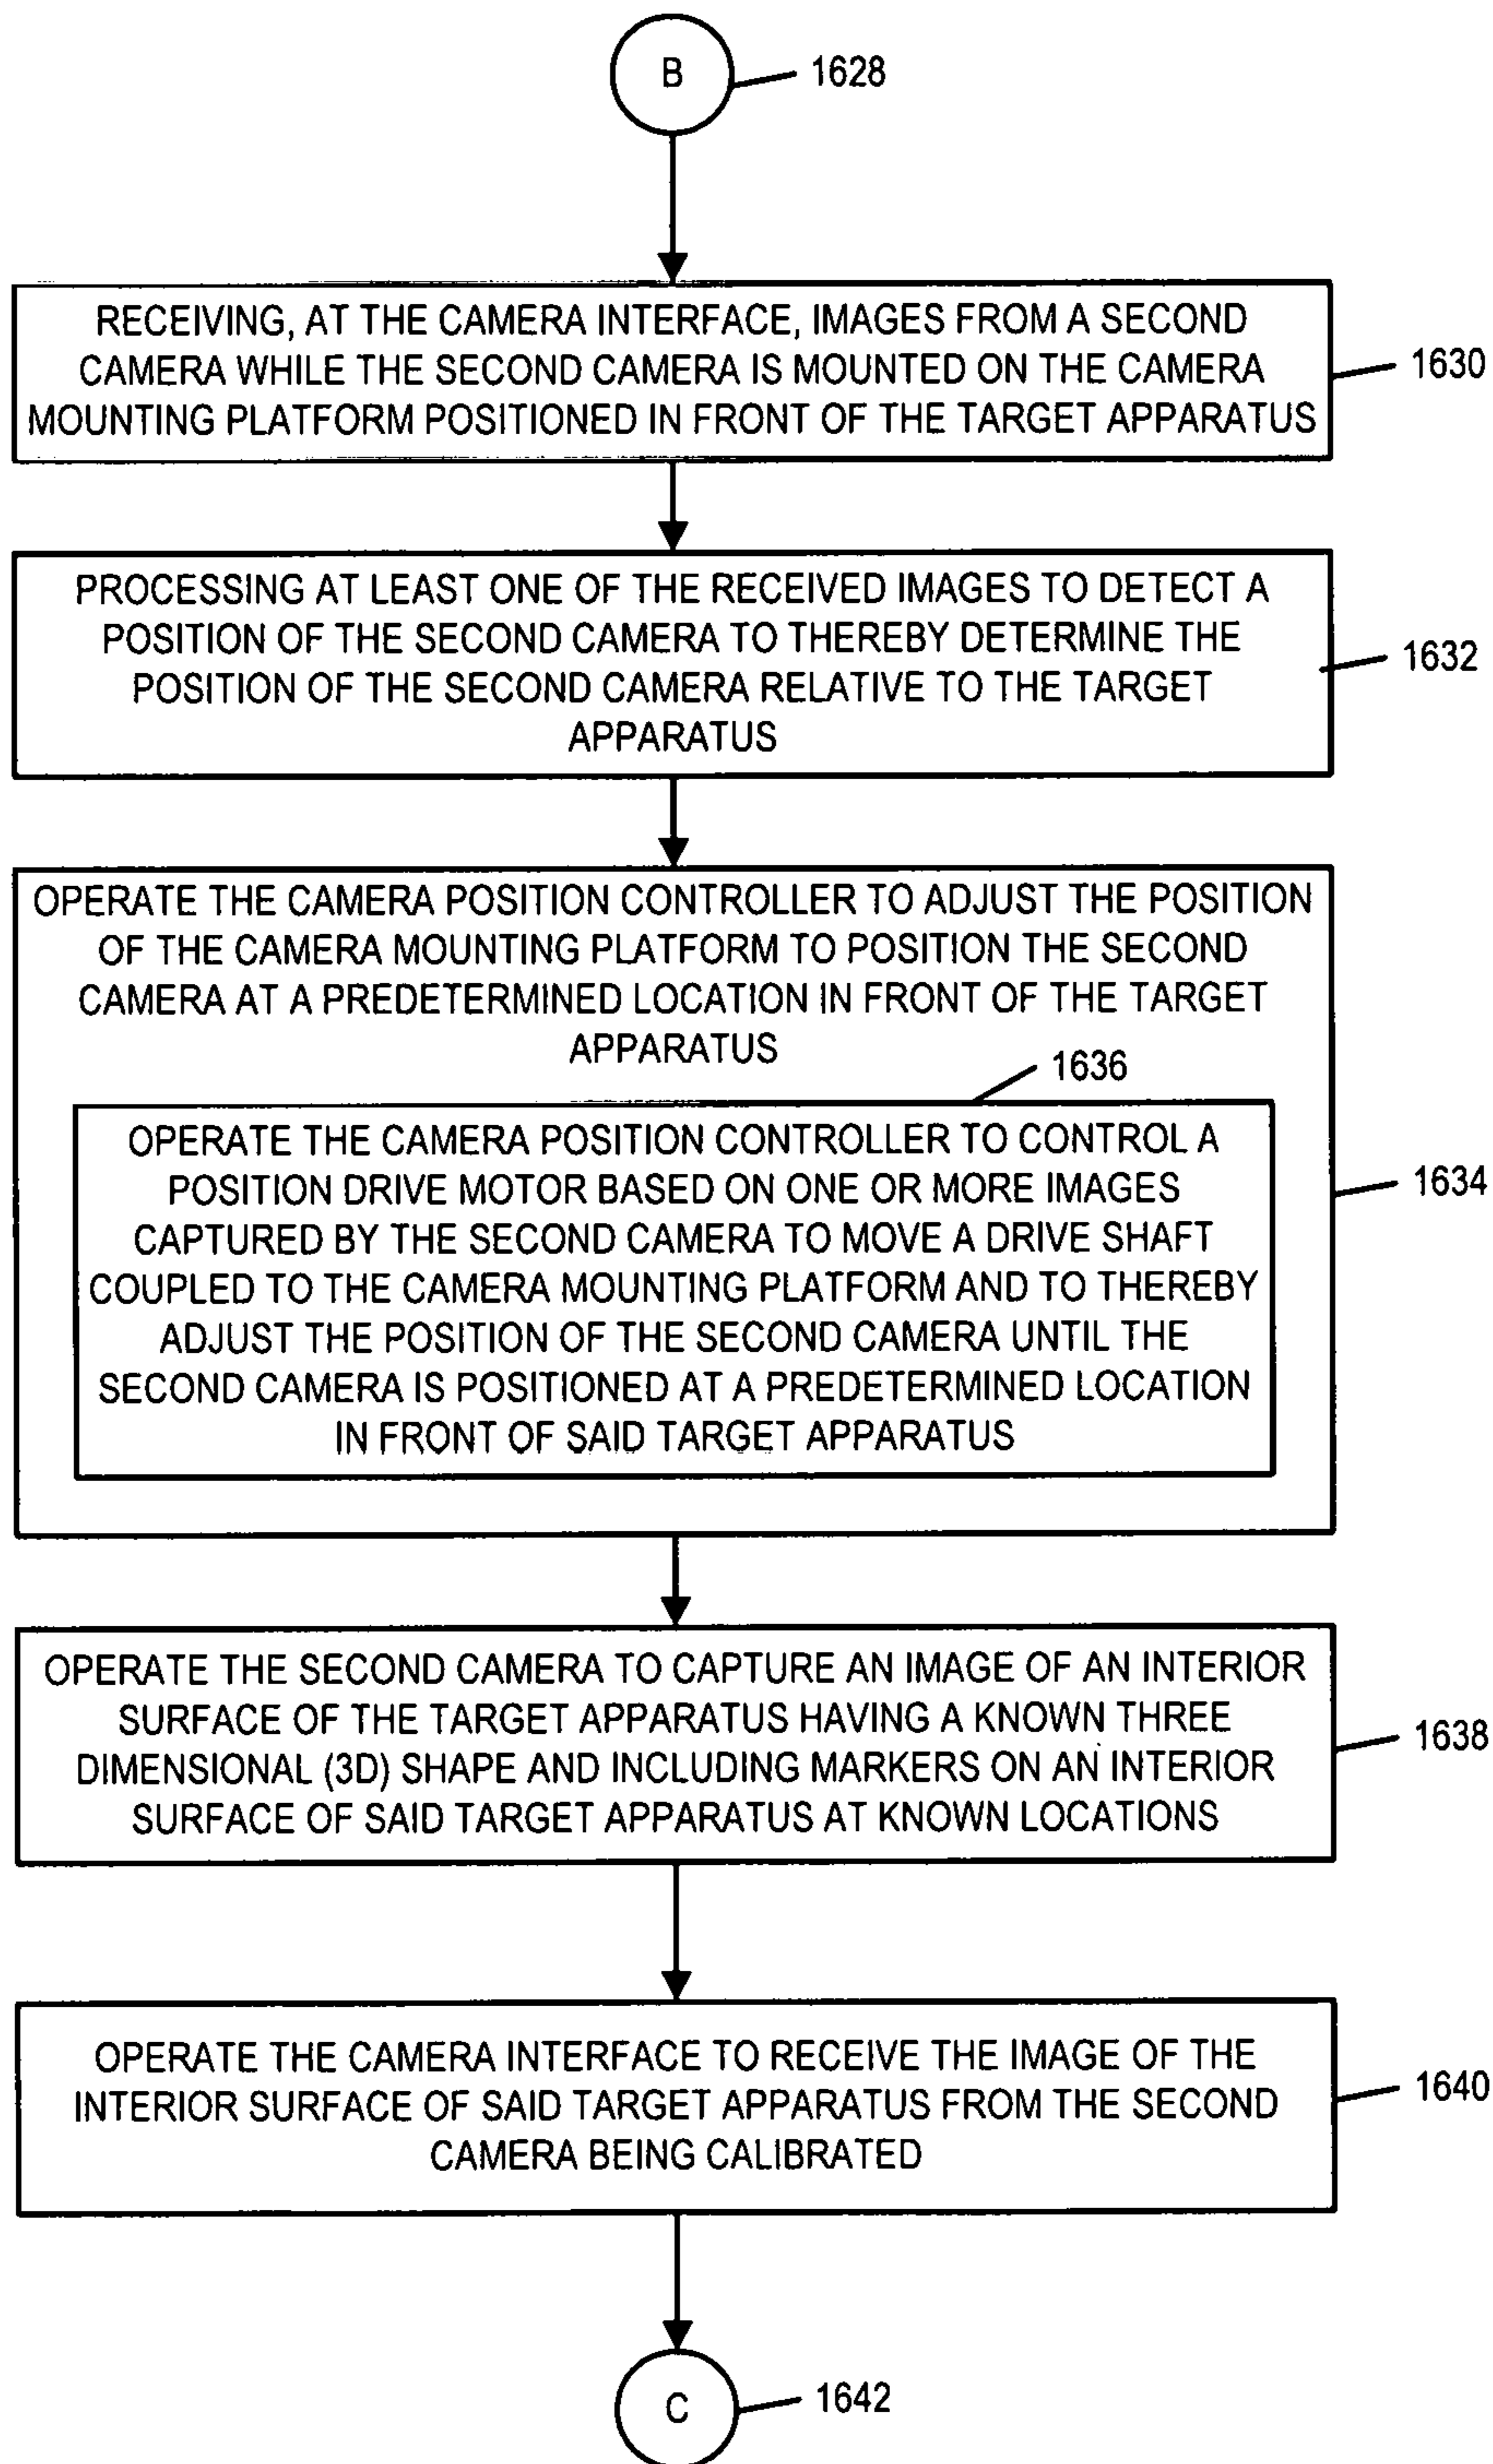 B
1628
RECEIVING, AT THE CAMERA INTERFACE, IMAGES FROM A SECOND
CAMERA WHILE THE SECOND CAMERA IS MOUNTED ON THE CAMERA
MOUNTING PLATFORM POSITIONED IN FRONT OF THE TARGET APPARATUS
1630
PROCESSING AT LEAST ONE OF THE RECEIVED IMAGES TO DETECT A
POSITION OF THE SECOND CAMERA TO THEREBY DETERMINE THE
POSITION OF THE SECOND CAMERA RELATIVE TO THE TARGET
APPARATUS
1632
OPERATE THE CAMERA POSITION CONTROLLER TO ADJUST THE POSITION
OF THE CAMERA MOUNTING PLATFORM TO POSITION THE SECOND
CAMERA AT A PREDETERMINED LOCATION IN FRONT OF THE TARGET
APPARATUS
1636
OPERATE THE CAMERA POSITION CONTROLLER TO CONTROL A
POSITION DRIVE MOTOR BASED ON ONE OR MORE IMAGES
CAPTURED BY THE SECOND CAMERA TO MOVE A DRIVE SHAFT
COUPLED TO THE CAMERA MOUNTING PLATFORM AND TO THEREBY
ADJUST THE POSITION OF THE SECOND CAMERA UNTIL THE
SECOND CAMERA IS POSITIONED AT A PREDETERMINED LOCATION
IN FRONT OF SAID TARGET APPARATUS
1634
OPERATE THE SECOND CAMERA TO CAPTURE AN IMAGE OF AN INTERIOR
SURFACE OF THE TARGET APPARATUS HAVING A KNOWN THREE
DIMENSIONAL (3D) SHAPE AND INCLUDING MARKERS ON AN INTERIOR
SURFACE OF SAID TARGET APPARATUS AT KNOWN LOCATIONS
1638
OPERATE THE CAMERA INTERFACE TO RECEIVE THE IMAGE OF THE
INTERIOR SURFACE OF SAID TARGET APPARATUS FROM THE SECOND
CAMERA BEING CALIBRATED
1640
C
1642